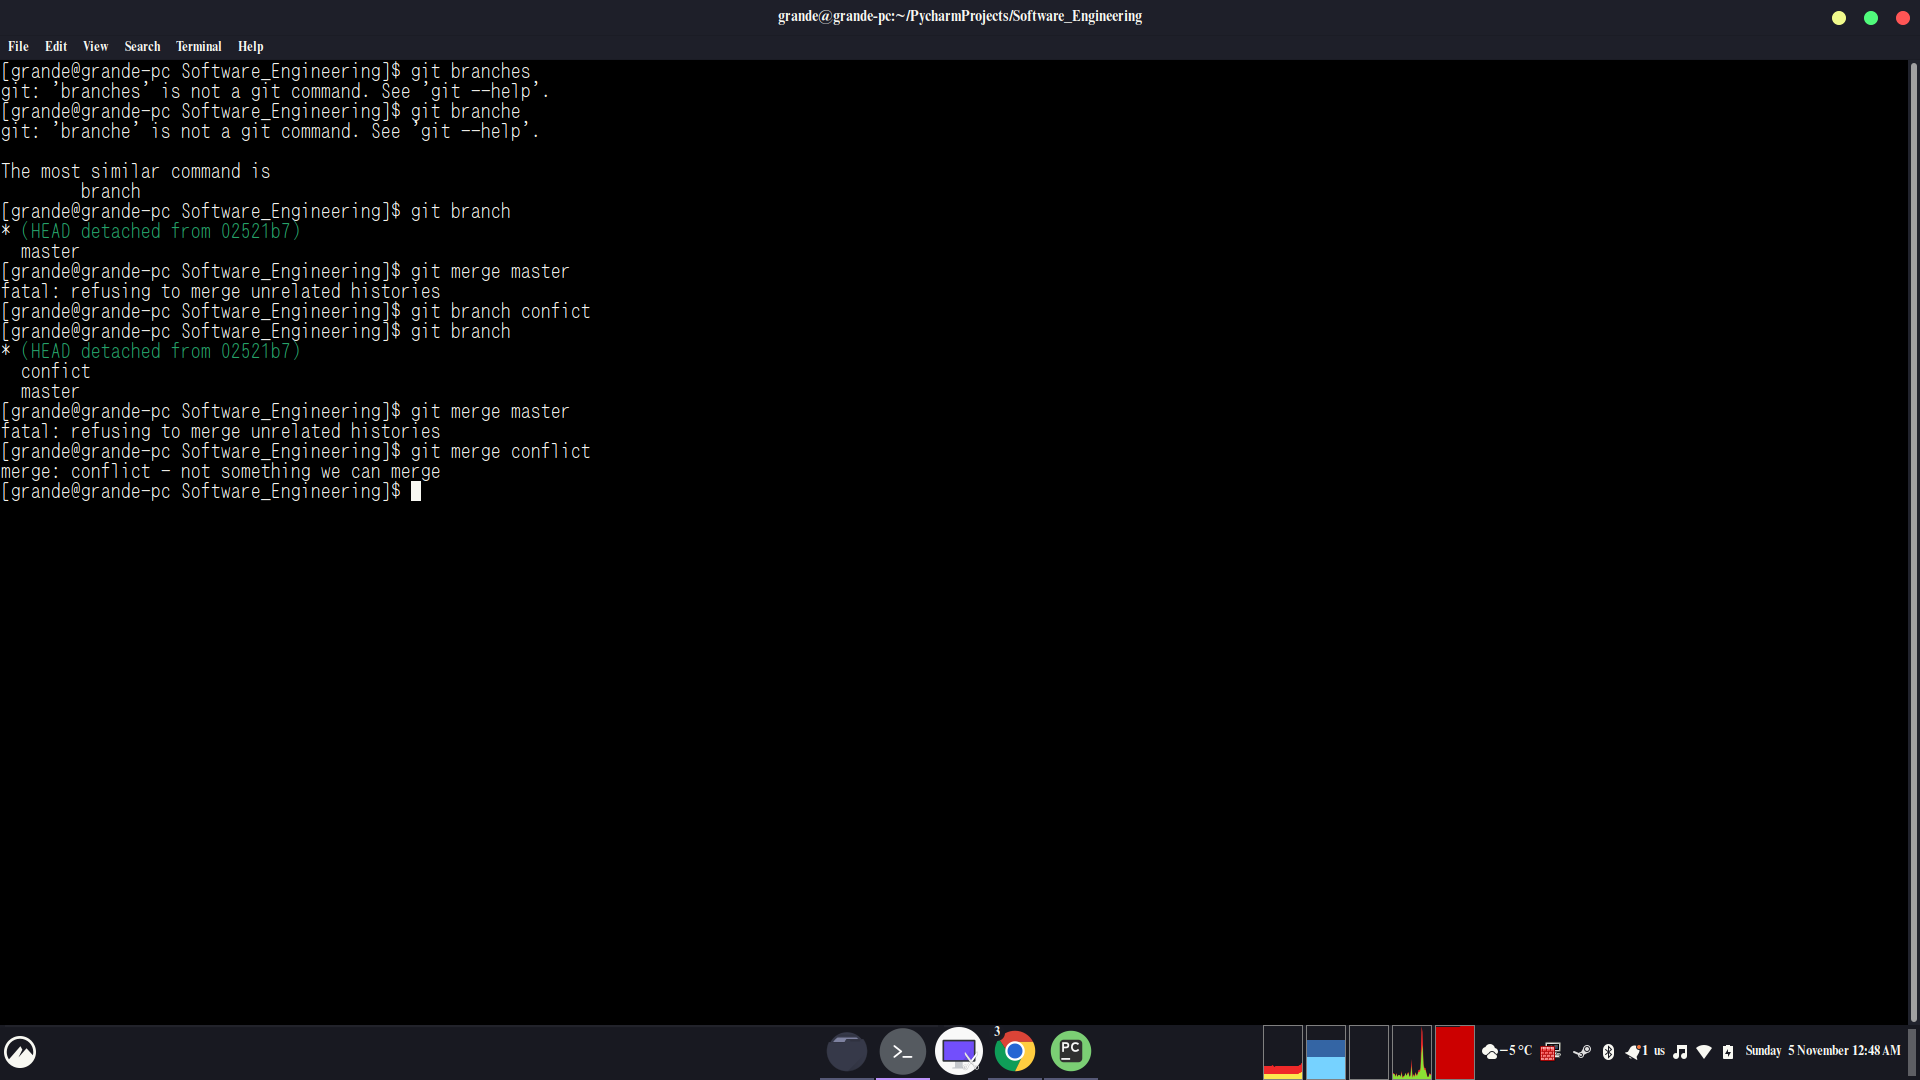 grande@grande-pc:~/PycharmProjects/Software_Engineering
File Edit View Search Terminal Help
[grande@grande-pc Software_Engineering]$ git branches
git: 'branches' is not a git command. See 'git --help'.
[grande@grande-pc Software_Engineering]$ git branche
git: 'branche' is not a git command. See 'git --help'.
The most similar command is
branch
[grande@grande-pc Software_Engineering]$ git branch
* (HEAD detached from 02521b7)
master
[grande@grande-pc Software_Engineering]$ git merge master
fatal: refusing to merge unrelated histories
[grande@grande-pc Software_Engineering]$ git branch confict
[grande@grande-pc Software_Engineering]$ git branch
* (HEAD detached from 02521b7)
confict
master
[grande@grande-pc Software_Engineering]$ git merge master
fatal: refusing to merge unrelated histories
[grande@grande-pc Software_Engineering]$ git merge conflict
merge: conflict - not something we can merge
[grande@grande-pc Software_Engineering]$
3
PC
-5 °C 1 us Sunday 5 November 12:48 AM